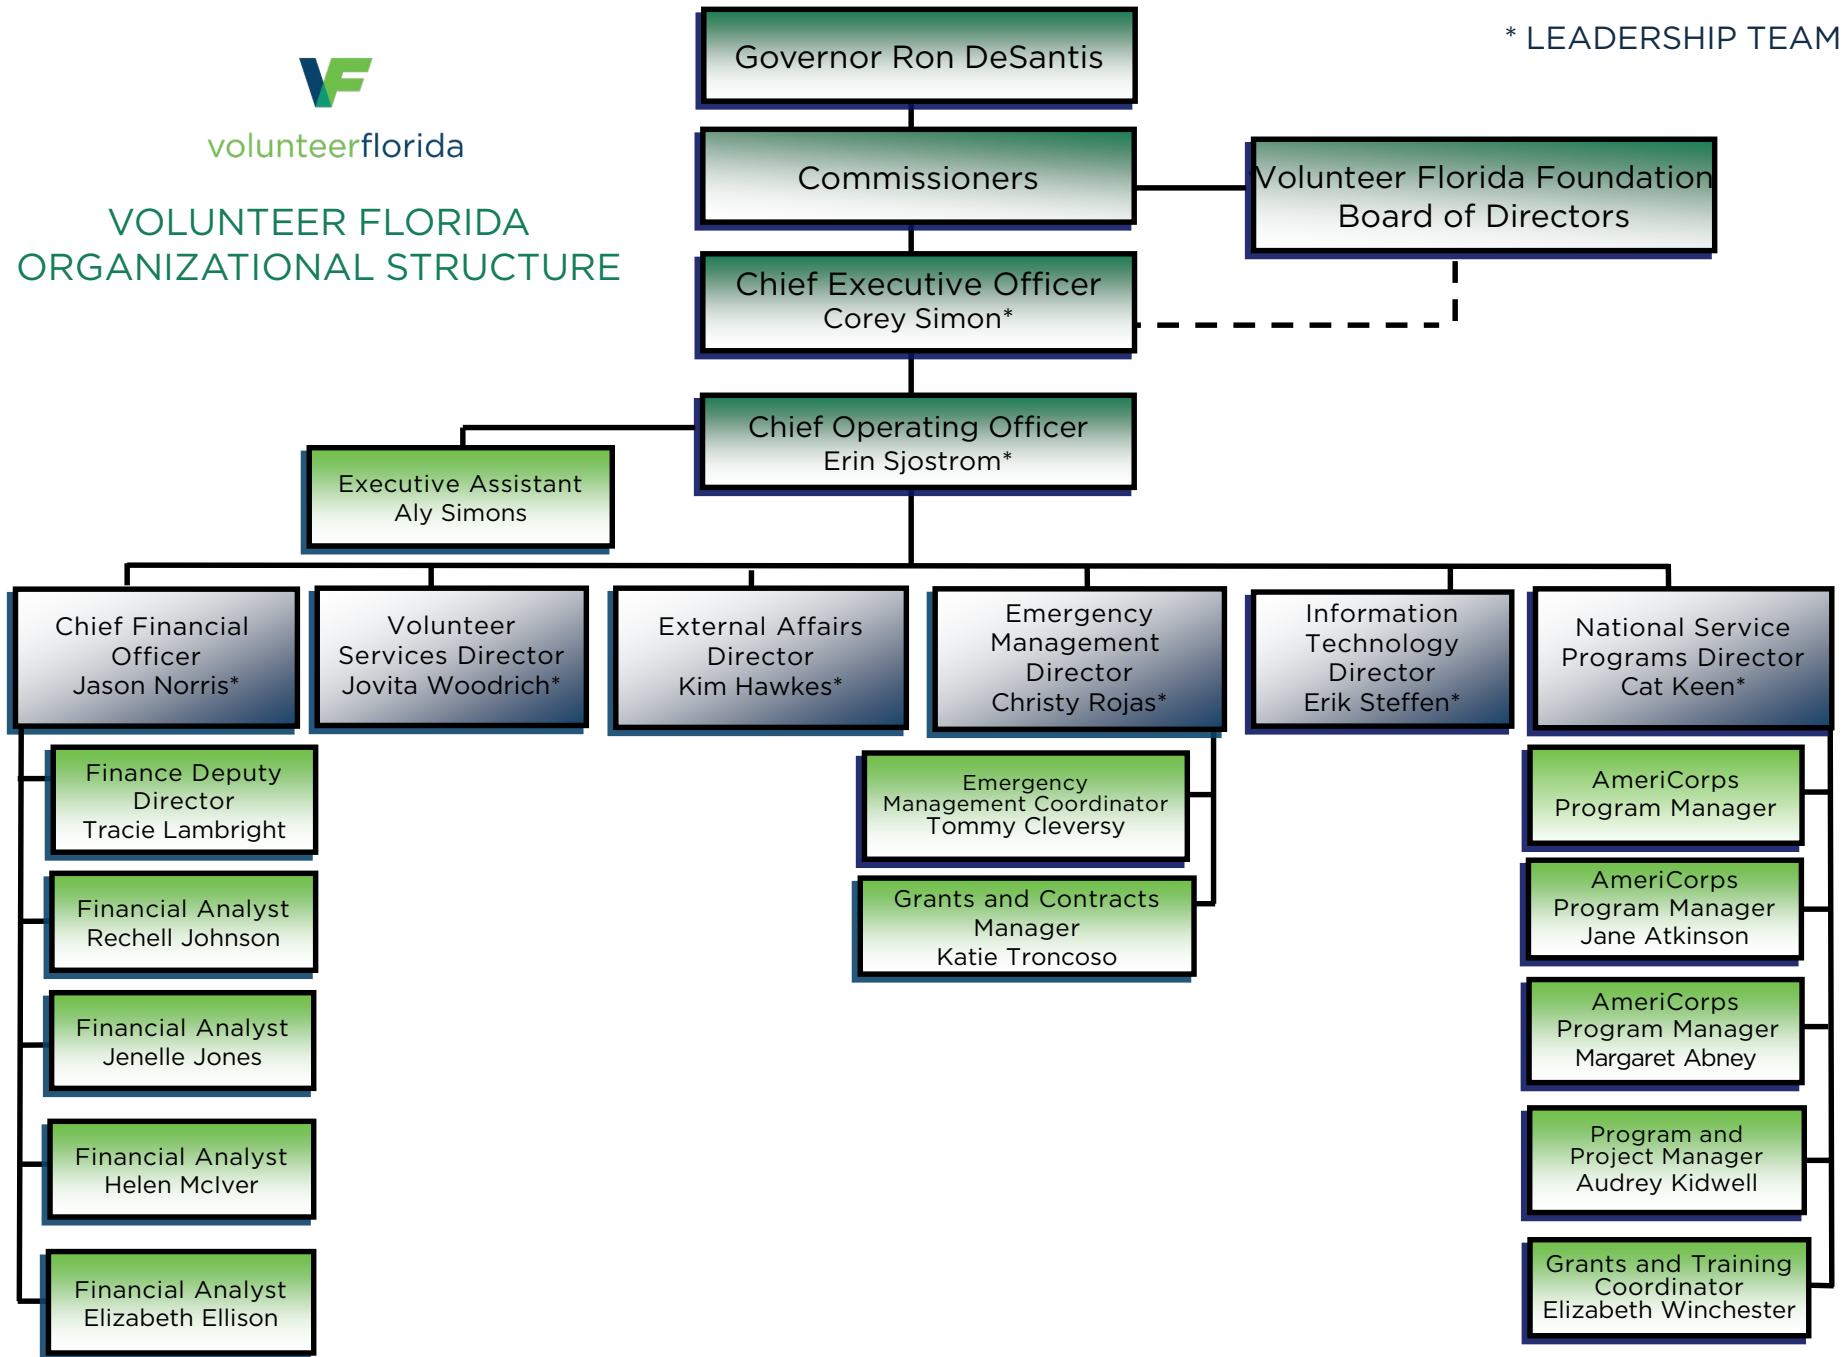 Governor Ron DeSantis
* LEADERSHIP TEAM
volunteerflorida
VOLUNTEER FLORIDA
ORGANIZATIONAL STRUCTURE
Commissioners
Volunteer Florida Foundation
Board of Directors
Chief Executive Officer
Corey Simon*
Chief Operating Officer
Erin Sjostrom*
Executive Assistant
Aly Simons
Chief Financial
Officer
Jason Norris*
Volunteer
Services Director
Jovita Woodrich*
External Affairs
Director
Kim Hawkes*
Emergency
Management
Director
Christy Rojas*
Information
Technology
Director
Erik Steffen*
National Service
Programs Director
Cat Keen*
Finance Deputy
Director
Tracie Lambright
Financial Analyst
Rechell Johnson
Financial Analyst
Jenelle Jones
Financial Analyst
Helen McIver
Financial Analyst
Elizabeth Ellison
Emergency
Management Coordinator
Tommy Cleversy
Grants and Contracts
Manager
Katie Troncoso
AmeriCorps
Program Manager
AmeriCorps
Program Manager
Jane Atkinson
AmeriCorps
Program Manager
Margaret Abney
Program and
Project Manager
Audrey Kidwell
Grants and Training
Coordinator
Elizabeth Winchester